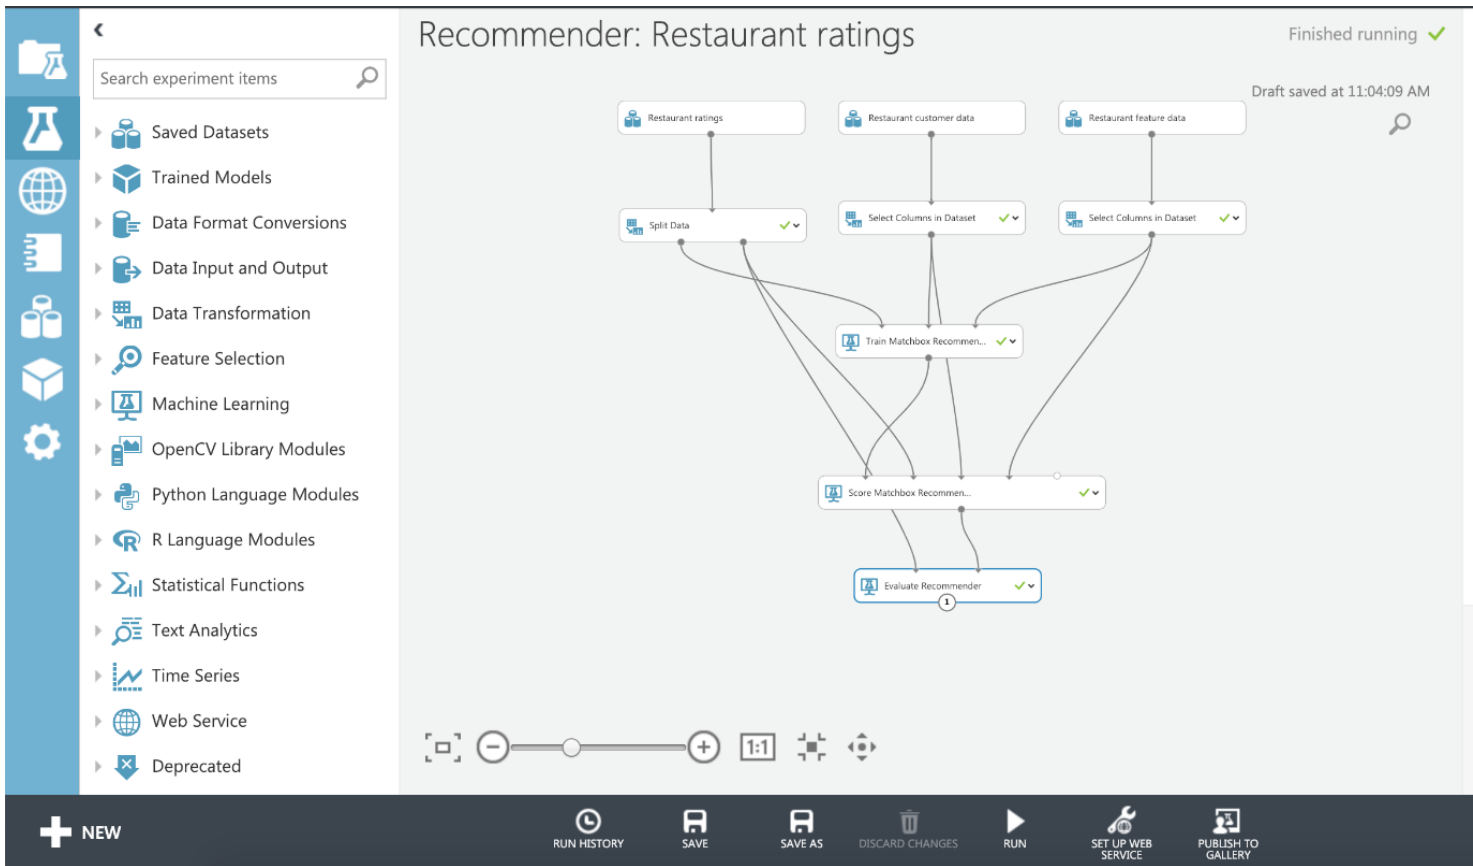 Recommender: Restaurant ratings
Finished running
Draft saved at 11:04:09 AM
Search experiment items
Saved Datasets
Trained Models
Data Format Conversions
Data Input and Output
Data Transformation
Feature Selection
Machine Learning
OpenCV Library Modules
Python Language Modules
R Language Modules
Statistical Functions
Text Analytics
Time Series
Web Service
Deprecated
Restaurant ratings
Restaurant customer data
Restaurant feature data
Split Data
Select Columns in Dataset
Select Columns in Dataset
Train Matchbox Recommen...
Score Matchbox Recommen...
Evaluate Recommender
1
1:1
NEW
RUN HISTORY
SAVE
SAVE AS
DISCARD CHANGES
RUN
SET UP WEB
SERVICE
PUBLISH TO
GALLERY